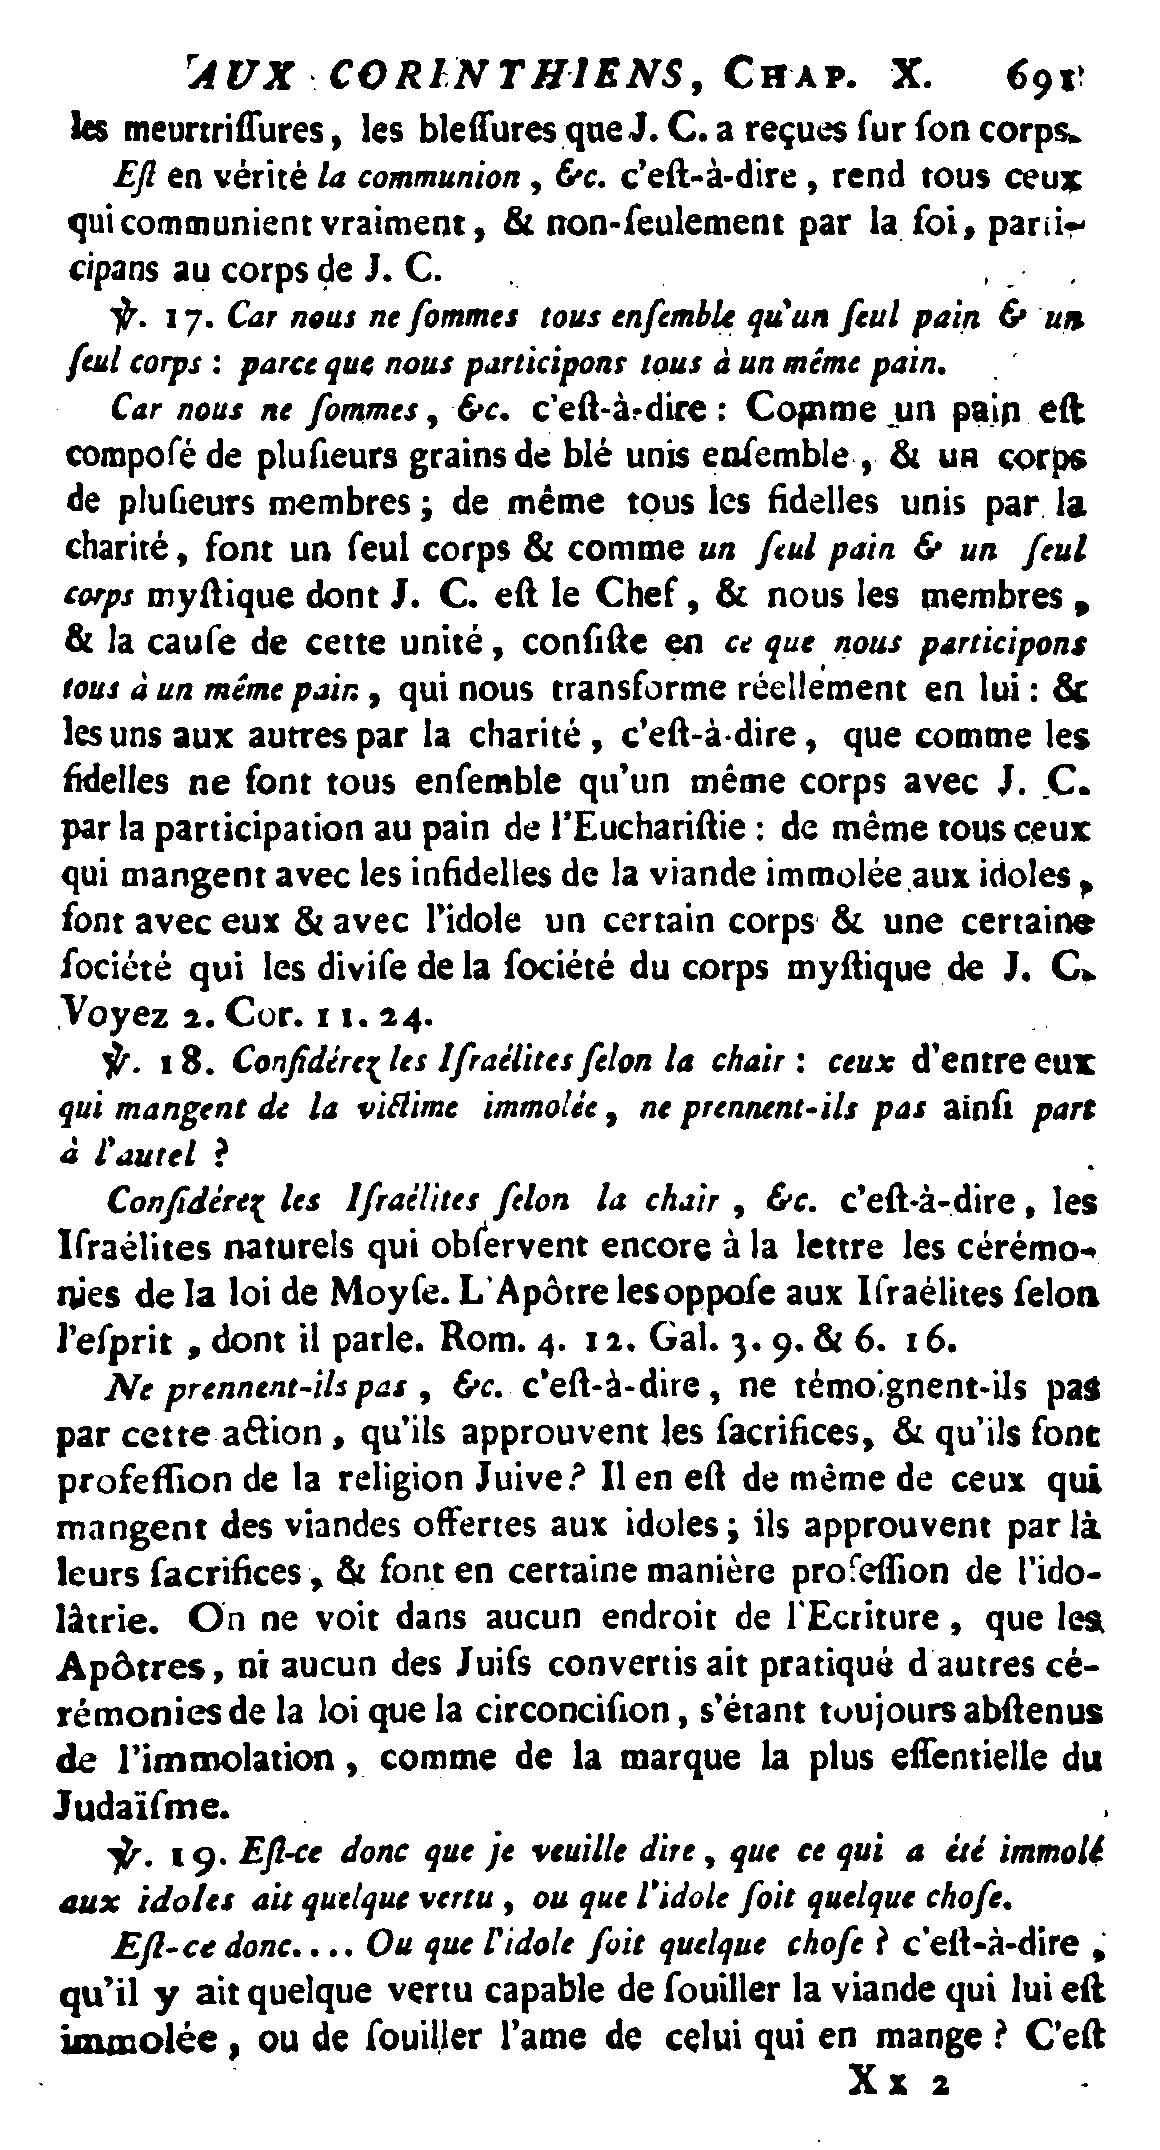 AUX CORINTHIENS, CHAP. X. 691
les meurtriſſures, les bleſſures que J. C. a reçues ſur ſon corps.
Eſt en vérité la communion, &c. c'eſt-à-dire, rend tous ceux
qui communient vraiment, & non-ſeulement par la foi, parti-
cipans au corps de J. C.
℣. 17. Car nous ne ſommes tous enſemble qu'un ſeul pain & un
ſeul corps : parce que nous participons tous à un même pain.
Car nous ne ſommes, &c. c'eſt-à-dire : Comme un pain eſt
compoſé de pluſieurs grains de blé unis enſemble, & un corps
de pluſieurs membres ; de même tous les fidelles unis par la
charité, font un ſeul corps & comme un ſeul pain & un ſeul
corps myſtique dont J. C. eſt le Chef, & nous les membres,
& la cauſe de cette unité, conſiſte en ce que nous participons
tous à un même pain, qui nous transforme réellement en lui : &
les uns aux autres par la charité, c'eſt-à-dire, que comme les
fidelles ne font tous enſemble qu'un même corps avec J. C.
par la participation au pain de l'Euchariſtie : de même tous ceux
qui mangent avec les infidelles de la viande immolée aux idoles,
font avec eux & avec l'idole un certain corps & une certaine
ſociété qui les diviſe de la ſociété du corps myſtique de J. C.
Voyez 2. Cor. 11. 24.
℣. 18. Conſidérez les Iſraélites ſelon la chair : ceux d'entre eux
qui mangent de la victime immolée, ne prennent-ils pas ainſi part
à l'autel ?
Conſidérez les Iſraélites ſelon la chair, &c. c'eſt-à-dire, les
Iſraélites naturels qui obſervent encore à la lettre les cérémo-
nies de la loi de Moyſe. L'Apôtre les oppoſe aux Iſraélites ſelon
l'eſprit, dont il parle. Rom. 4. 12. Gal. 3. 9. & 6. 16.
Ne prennent-ils pas, &c. c'eſt-à-dire, ne témoignent-ils pas
par cette action, qu'ils approuvent les ſacrifices, & qu'ils font
profeſſion de la religion Juive ? Il en eſt de même de ceux qui
mangent des viandes offertes aux idoles ; ils approuvent par là
leurs ſacrifices, & font en certaine manière profeſſion de l'ido-
lâtrie. On ne voit dans aucun endroit de l'Ecriture, que les
Apôtres, ni aucun des Juifs convertis ait pratiqué d'autres cé-
rémonies de la loi que la circonciſion, s'étant toujours abſtenus
de l'immolation, comme de la marque la plus eſſentielle du
Judaïſme.
℣. 19. Eſt-ce donc que je veuille dire, que ce qui a été immolé
aux idoles ait quelque vertu, ou que l'idole ſoit quelque choſe.
Eſt-ce donc.... Ou que l'idole ſoit quelque choſe ? c'eſt-à-dire,
qu'il y ait quelque vertu capable de ſouiller la viande qui lui eſt
immolée, ou de ſouiller l'ame de celui qui en mange ? C'eſt
Xx 2